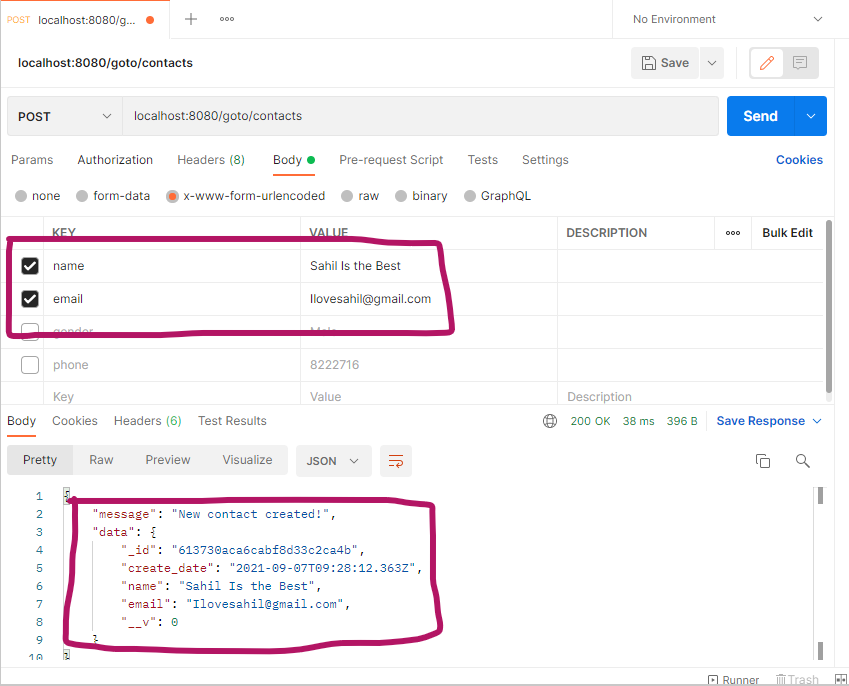 POST localhost:8080/g... No Environment
localhost:8080/goto/contacts Save
POST localhost:8080/goto/contacts Send
Params Authorization Headers (8) Body Pre-request Script Tests Settings Cookies
none form-data x-www-form-urlencoded raw binary GraphQL
KEY VALUE DESCRIPTION Bulk Edit
name Sahil Is the Best
email Ilovesahil@gmail.com
gender Male
phone 8222716
Key Value Description
Body Cookies Headers (6) Test Results 200 OK 38 ms 396 B Save Response
Pretty Raw Preview Visualize JSON
1 {
2 "message": "New contact created!",
3 "data": {
4 "_id": "613730aca6cabf8d33c2ca4b",
5 "create_date": "2021-09-07T09:28:12.363Z",
6 "name": "Sahil Is the Best",
7 "email": "Ilovesahil@gmail.com",
8 "__v": 0
9 }
10 }
Runner Trash